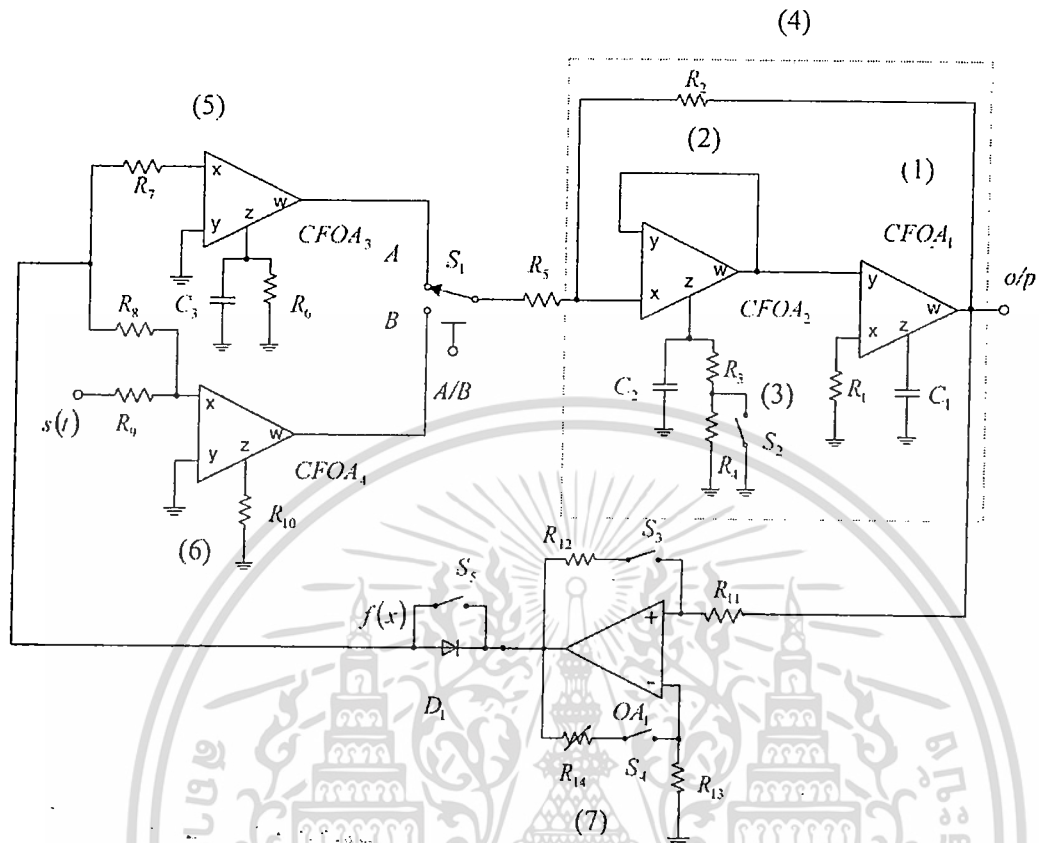 (4)
(5)
R₂
(2)
(1)
x
y
z
w
R₇
CFOA₃
C₃
R₆
A
S₁
B
A/B
R₅
y
x
z
w
CFOA₂
C₂
R₃
(3)
R₄
S₂
CFOA₁
y
x
z
w
o/p
R₁
C₁
R₈
s(t)
R₉
x
y
z
w
CFOA₄
R₁₀
(6)
R₁₂
S₃
R₁₁
S₅
f(x)
D₁
+
-
OA₁
R₁₄
S₄
R₁₃
(7)